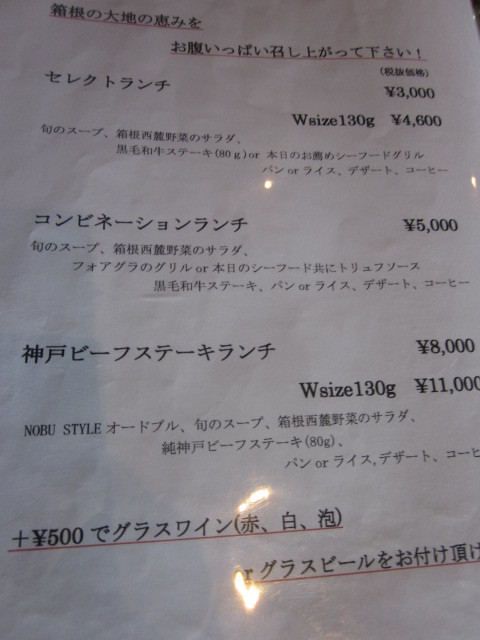 箱根の大地の恵みを
お腹いっぱい召し上がって下さい！
(税抜価格)
セレクトランチ ¥3,000
Wsize130g ¥4,600
旬のスープ、箱根西麓野菜のサラダ、
黒毛和牛ステーキ(80ｇ)or 本日のお薦めシーフードグリル
パン or ライス、デザート、コーヒー
コンビネーションランチ ¥5,000
旬のスープ、箱根西麓野菜のサラダ、
フォアグラのグリル or 本日のシーフード共にトリュフソース
黒毛和牛ステーキ、パン or ライス、デザート、コーヒー
神戸ビーフステーキランチ ¥8,000
Wsize130g ¥11,000
NOBU STYLE オードブル、旬のスープ、箱根西麓野菜のサラダ、
純神戸ビーフステーキ(80g)、
パン or ライス,デザート、コーヒ
＋¥500 でグラスワイン(赤、白、泡)
r グラスビールをお付け頂け